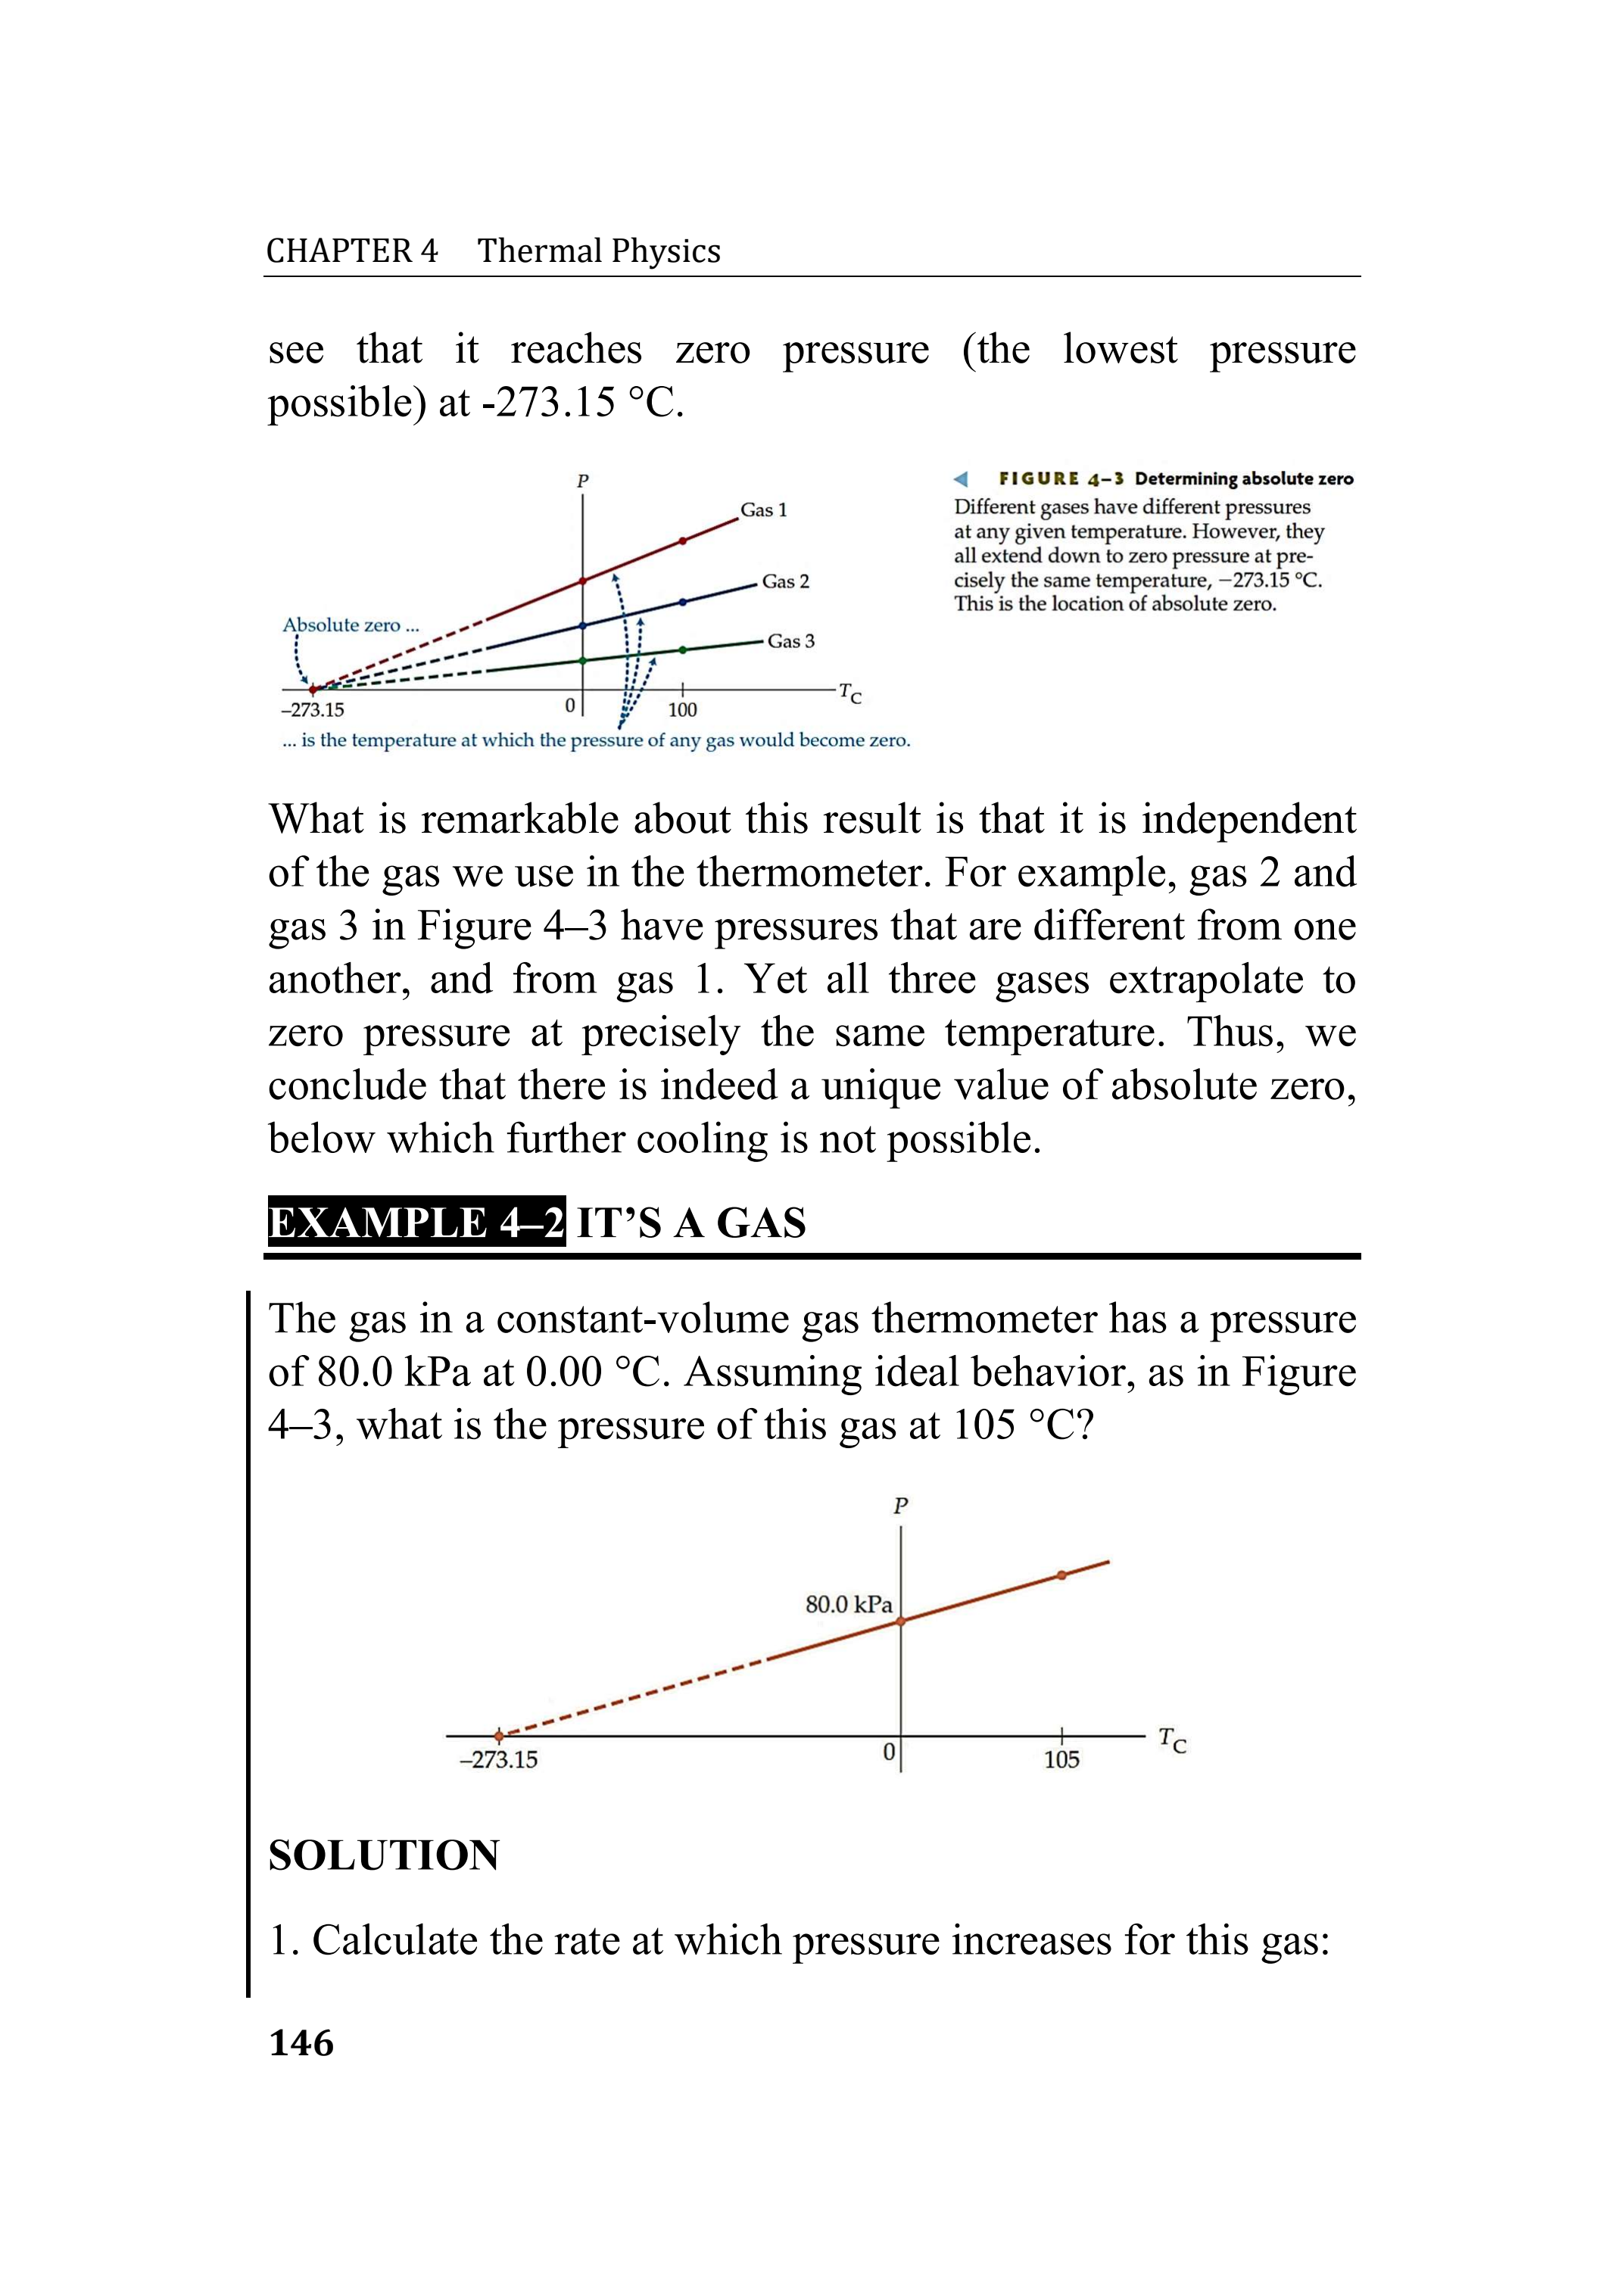 CHAPTER 4 Thermal Physics
see that it reaches zero pressure (the lowest pressure
possible) at -273.15 °C.
P
Gas 1
Gas 2
Gas 3
Absolute zero ...
T_C
−273.15
0
100
... is the temperature at which the pressure of any gas would become zero.
◀ FIGURE 4–3 Determining absolute zero
Different gases have different pressures
at any given temperature. However, they
all extend down to zero pressure at pre-
cisely the same temperature, −273.15 °C.
This is the location of absolute zero.
What is remarkable about this result is that it is independent
of the gas we use in the thermometer. For example, gas 2 and
gas 3 in Figure 4–3 have pressures that are different from one
another, and from gas 1. Yet all three gases extrapolate to
zero pressure at precisely the same temperature. Thus, we
conclude that there is indeed a unique value of absolute zero,
below which further cooling is not possible.
EXAMPLE 4–2 IT’S A GAS
The gas in a constant-volume gas thermometer has a pressure
of 80.0 kPa at 0.00 °C. Assuming ideal behavior, as in Figure
4–3, what is the pressure of this gas at 105 °C?
P
80.0 kPa
T_C
−273.15
0
105
SOLUTION
1. Calculate the rate at which pressure increases for this gas:
146